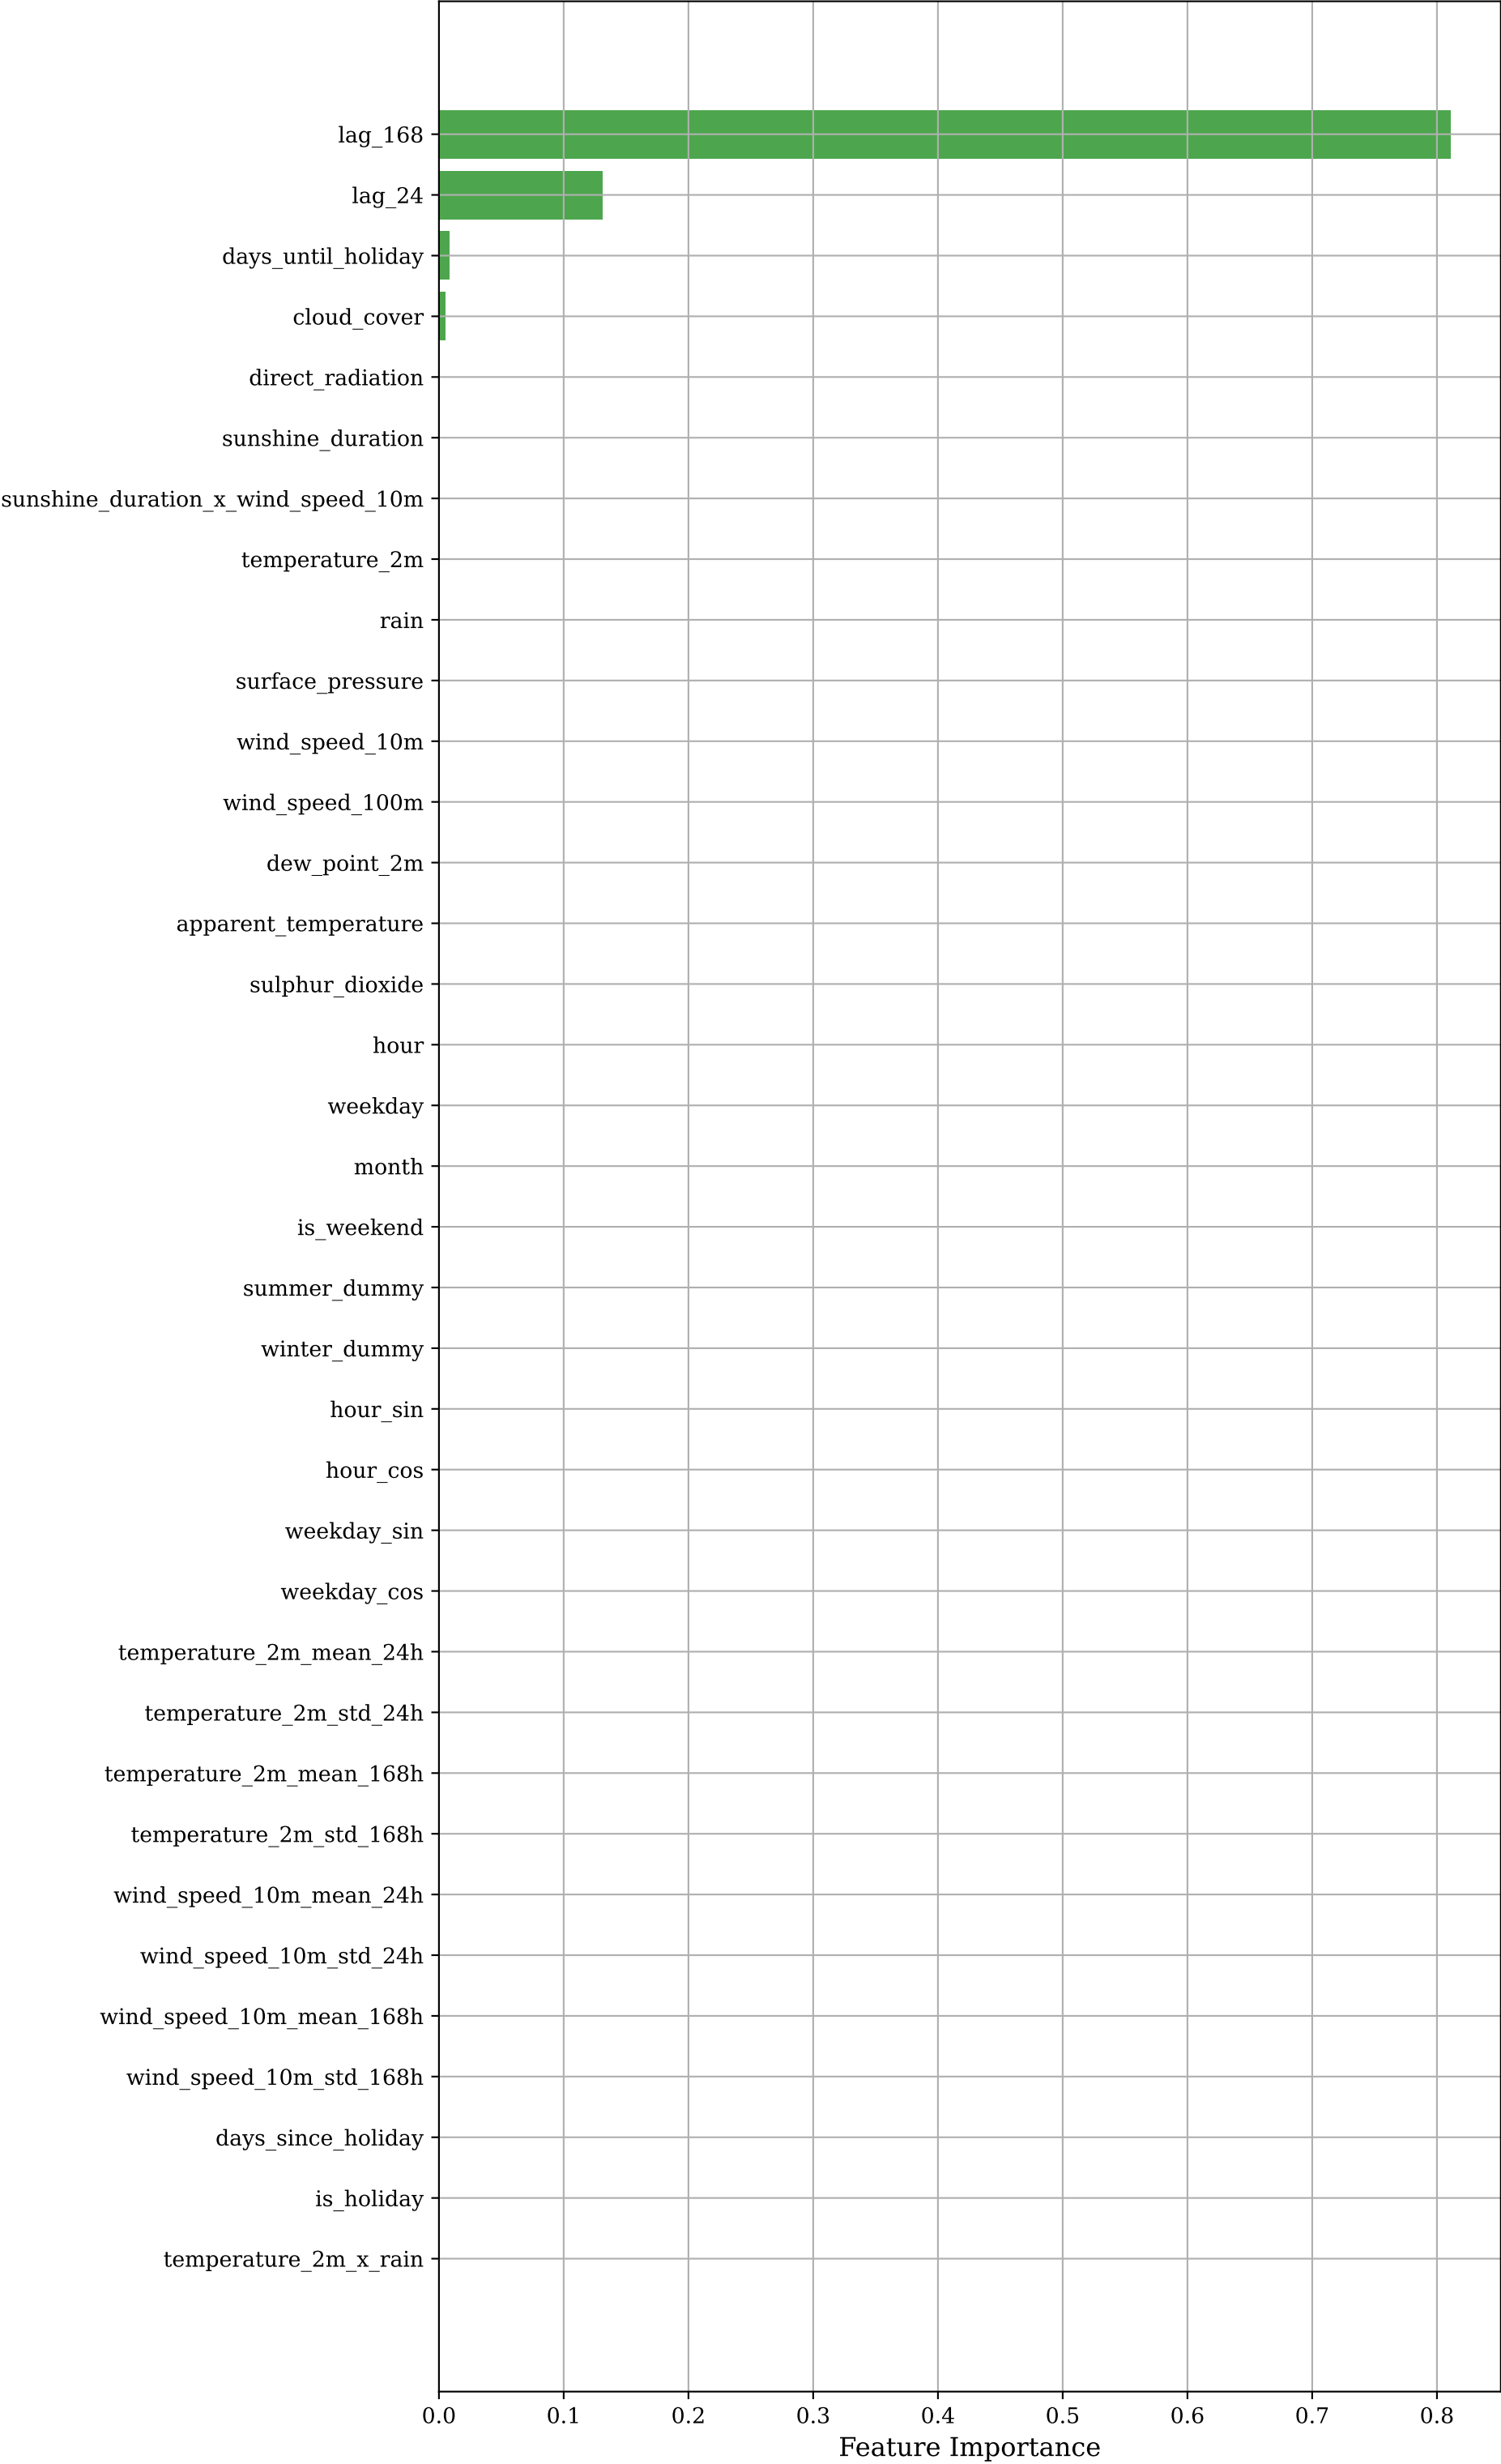 lag_168
lag_24
days_until_holiday
cloud_cover
direct_radiation
sunshine_duration
sunshine_duration_x_wind_speed_10m
temperature_2m
rain
surface_pressure
wind_speed_10m
wind_speed_100m
dew_point_2m
apparent_temperature
sulphur_dioxide
hour
weekday
month
is_weekend
summer_dummy
winter_dummy
hour_sin
hour_cos
weekday_sin
weekday_cos
temperature_2m_mean_24h
temperature_2m_std_24h
temperature_2m_mean_168h
temperature_2m_std_168h
wind_speed_10m_mean_24h
wind_speed_10m_std_24h
wind_speed_10m_mean_168h
wind_speed_10m_std_168h
days_since_holiday
is_holiday
temperature_2m_x_rain
0.0 0.1 0.2 0.3 0.4 0.5 0.6 0.7 0.8
Feature Importance